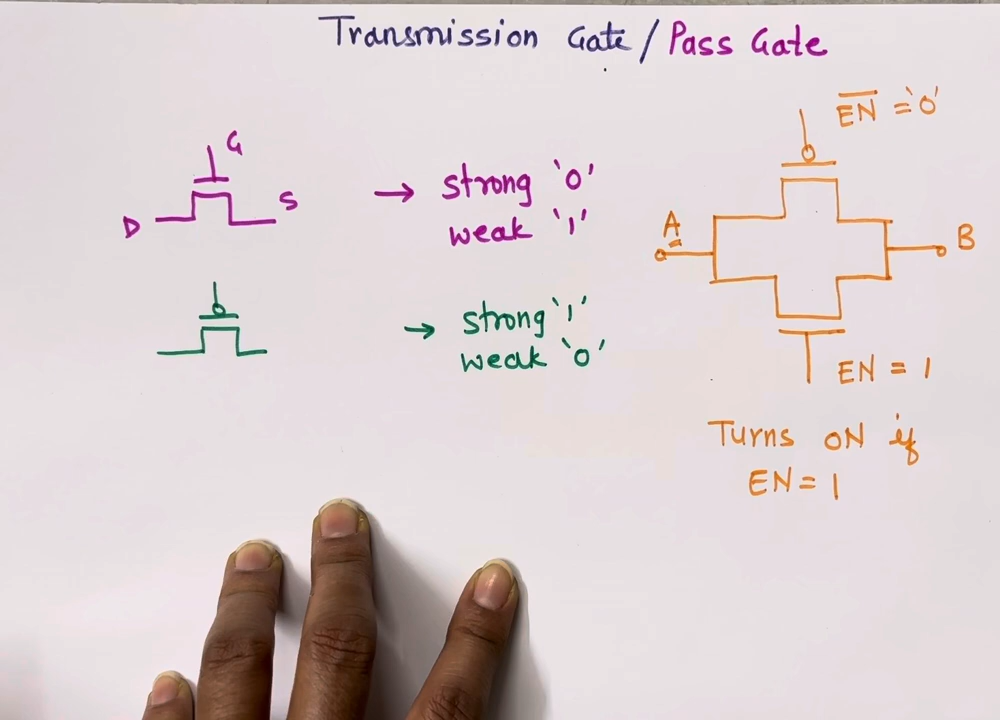 Transmission Gate / Pass Gate
G
D
S
→ strong '0'
weak '1'
→ strong '1'
weak '0'
E̅N̅ = '0'
A
B
EN = 1
Turns ON if
EN = 1